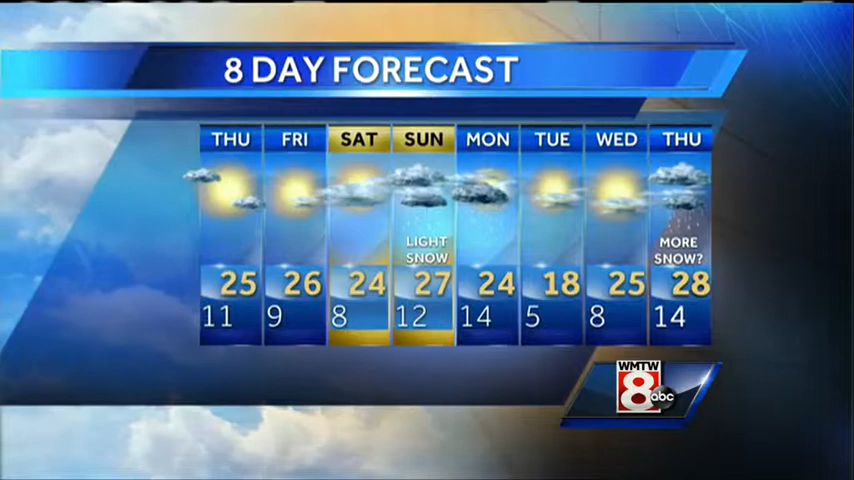 8 DAY FORECAST
THU FRI SAT SUN MON TUE WED THU
LIGHT SNOW
MORE SNOW?
25 26 24 27 24 18 25 28
11 9 8 12 14 5 8 14
WMTW
8
abc